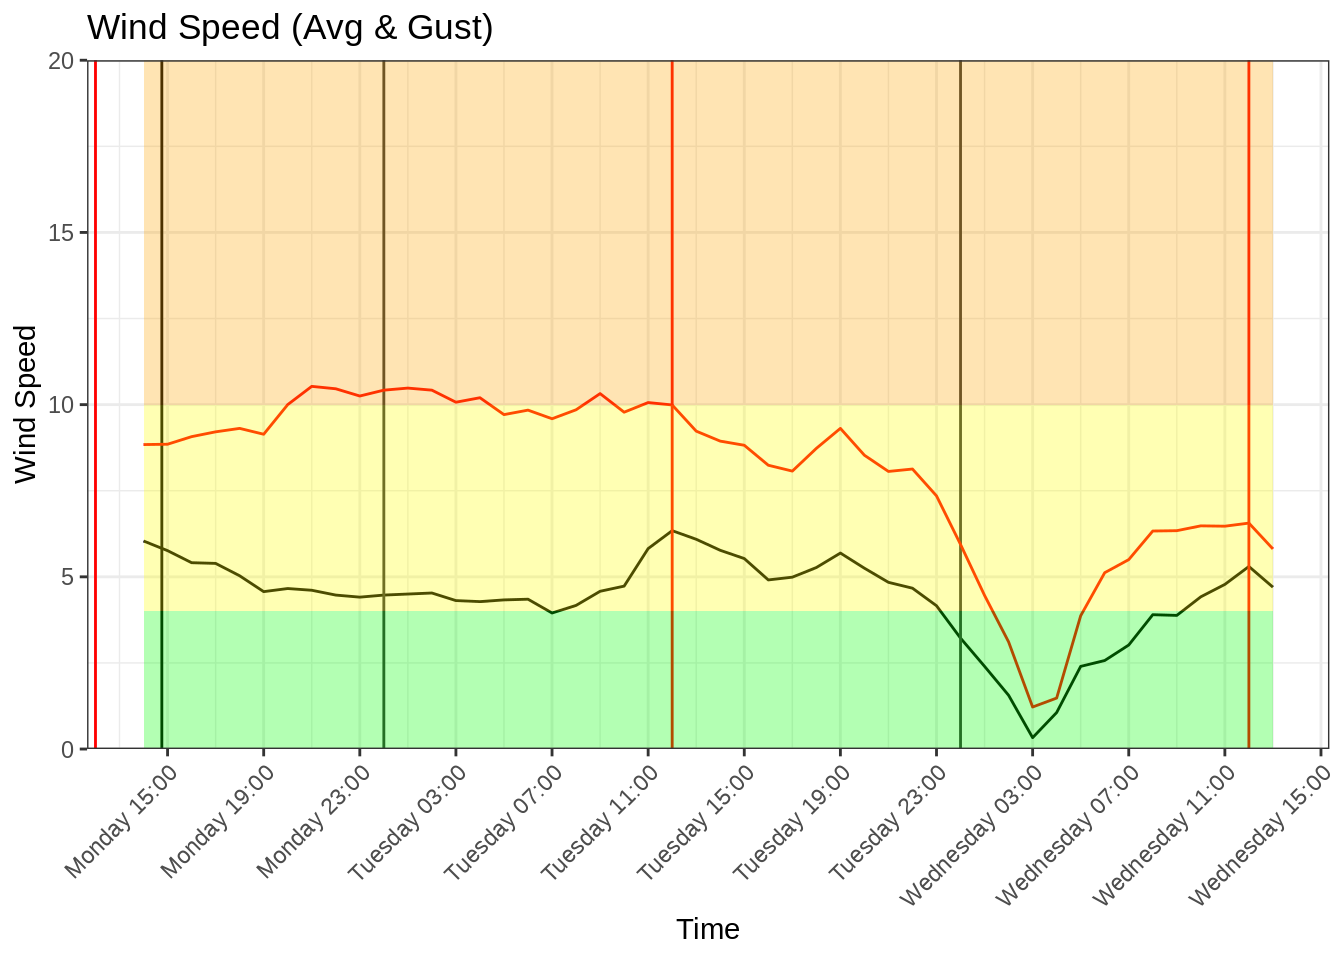 Wind Speed (Avg & Gust)
Wind Speed
20
15
10
5
0
Monday 15:00
Monday 19:00
Monday 23:00
Tuesday 03:00
Tuesday 07:00
Tuesday 11:00
Tuesday 15:00
Tuesday 19:00
Tuesday 23:00
Wednesday 03:00
Wednesday 07:00
Wednesday 11:00
Wednesday 15:00
Time